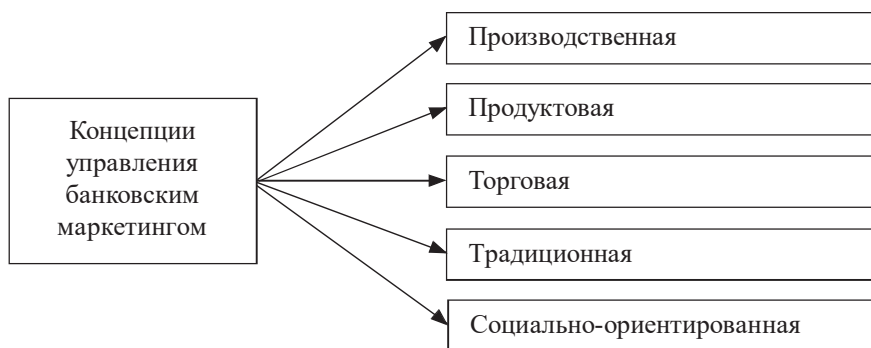 Производственная
Продуктовая
Концепции
управления
банковским
маркетингом
Торговая
Традиционная
Социально-ориентированная